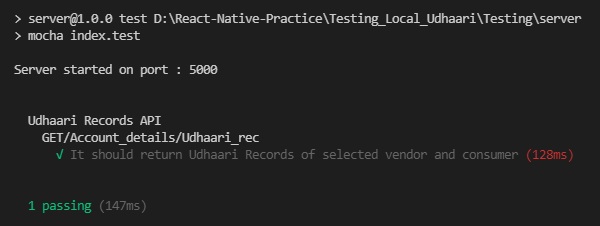 > server@1.0.0 test D:\React-Native-Practice\Testing_Local_Udhaari\Testing\server
> mocha index.test
Server started on port : 5000
Udhaari Records API
GET/Account_details/Udhaari_rec
√ It should return Udhaari Records of selected vendor and consumer (128ms)
1 passing (147ms)